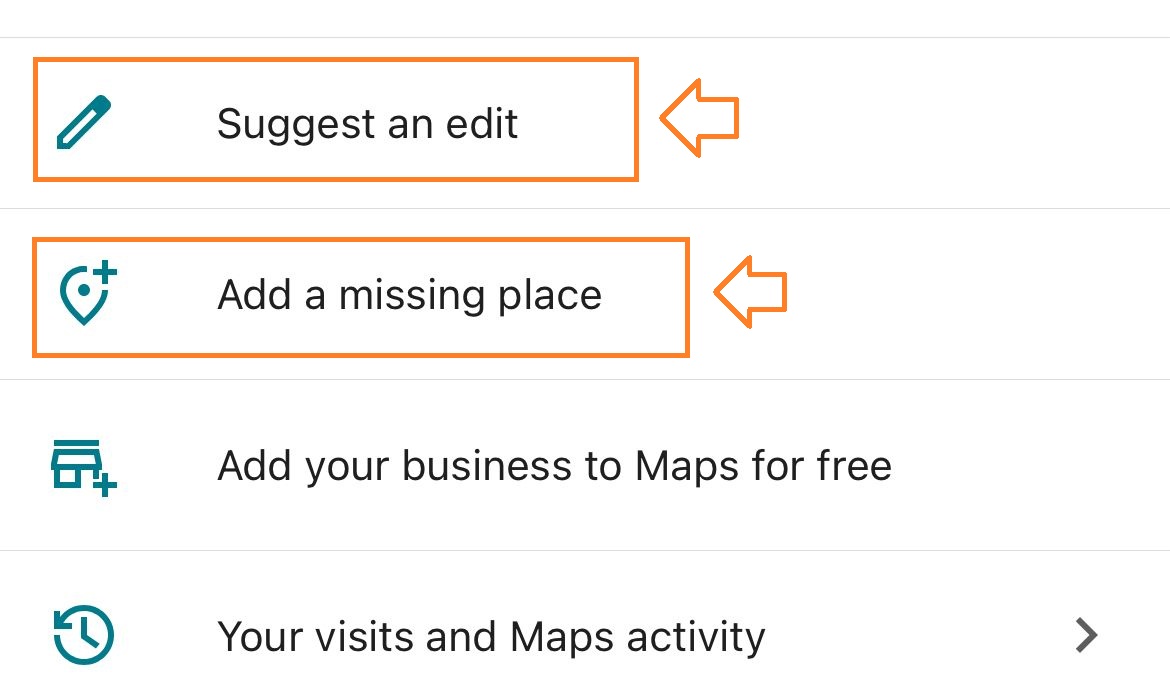 Suggest an edit
Add a missing place
Add your business to Maps for free
Your visits and Maps activity